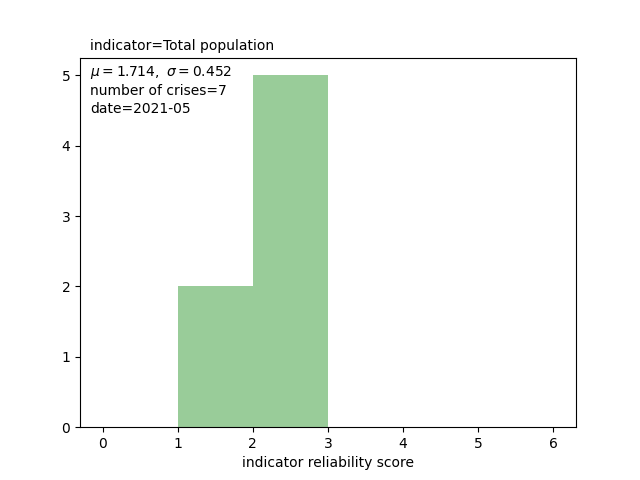 indicator=Total population
μ = 1.714,  σ = 0.452
number of crises=7
date=2021-05
5
4
3
2
1
0
0 1 2 3 4 5 6
indicator reliability score